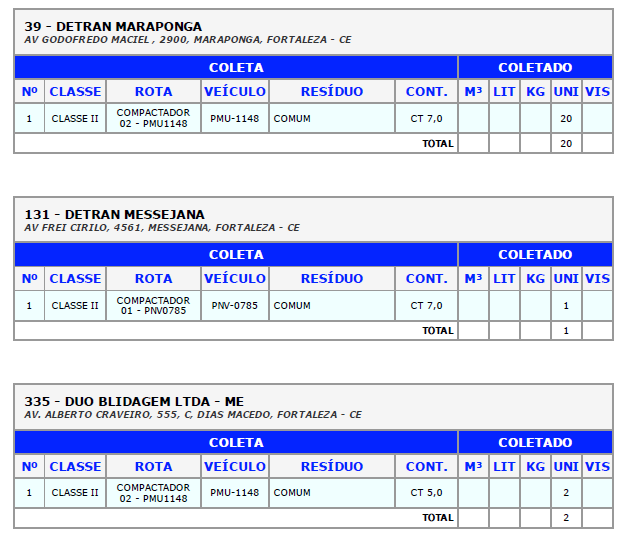 39 - DETRAN MARAPONGA
AV GODOFREDO MACIEL , 2900, MARAPONGA, FORTALEZA - CE
COLETA COLETADO
Nº CLASSE ROTA VEÍCULO RESÍDUO CONT. M³ LIT KG UNI VIS
1 CLASSE II COMPACTADOR 02 - PMU1148 PMU-1148 COMUM CT 7,0 20
TOTAL 20
131 - DETRAN MESSEJANA
AV FREI CIRILO, 4561, MESSEJANA, FORTALEZA - CE
COLETA COLETADO
Nº CLASSE ROTA VEÍCULO RESÍDUO CONT. M³ LIT KG UNI VIS
1 CLASSE II COMPACTADOR 01 - PNV0785 PNV-0785 COMUM CT 7,0 1
TOTAL 1
335 - DUO BLIDAGEM LTDA - ME
AV. ALBERTO CRAVEIRO, 555, C, DIAS MACEDO, FORTALEZA - CE
COLETA COLETADO
Nº CLASSE ROTA VEÍCULO RESÍDUO CONT. M³ LIT KG UNI VIS
1 CLASSE II COMPACTADOR 02 - PMU1148 PMU-1148 COMUM CT 5,0 2
TOTAL 2